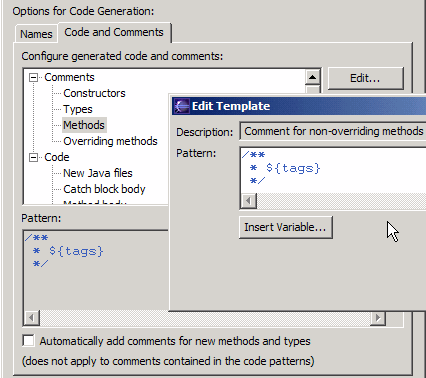 Options for Code Generation:
Names
Code and Comments
Configure generated code and comments:
Comments
Constructors
Types
Methods
Overriding methods
Code
New Java files
Catch block body
Method body
Edit...
Edit Template
Description:
Comment for non-overriding methods
Pattern:
/**
* ${tags}
*/
Insert Variable...
Pattern:
/**
* ${tags}
*/
Automatically add comments for new methods and types
(does not apply to comments contained in the code patterns)